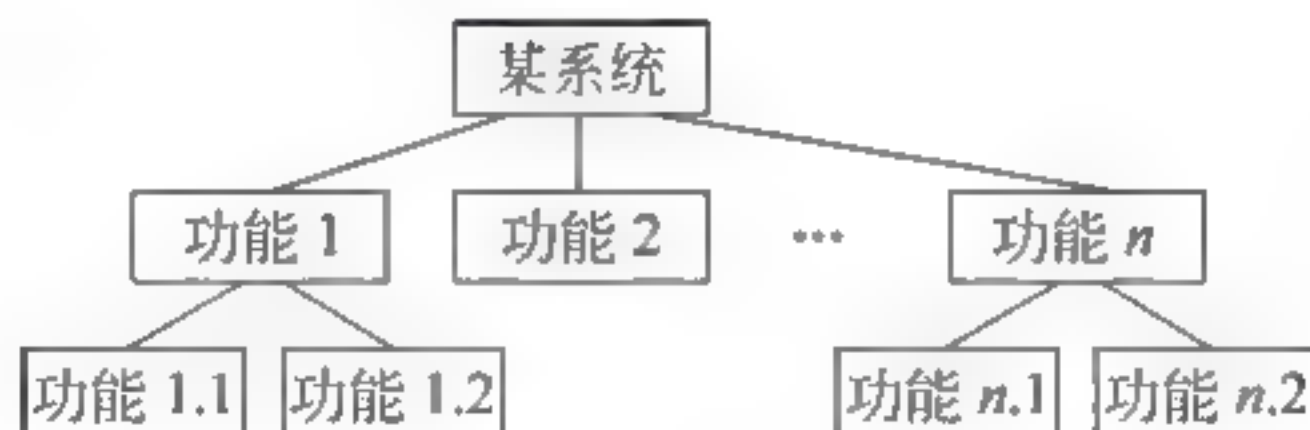 某系统
功能 1 功能 2 ··· 功能 n
功能 1.1 功能 1.2 功能 n.1 功能 n.2